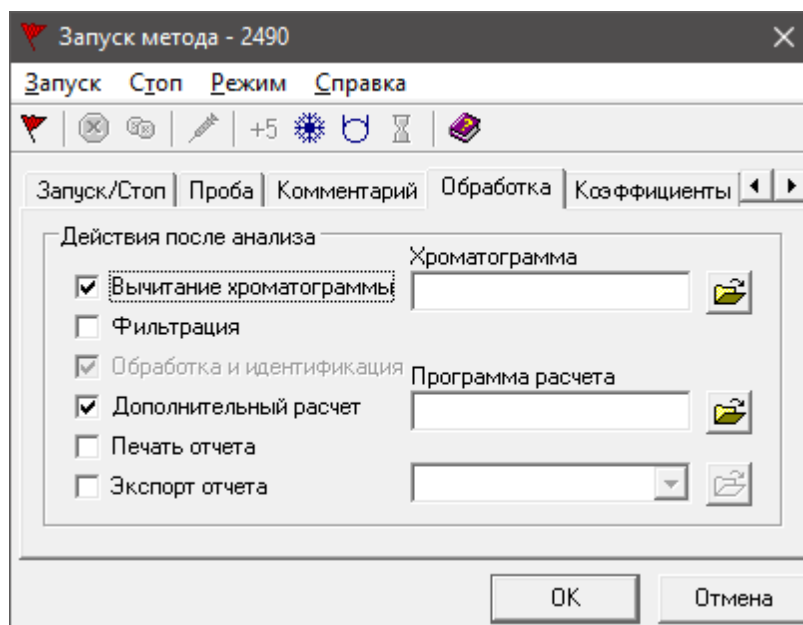 Запуск метода - 2490
Запуск Стоп Режим Справка
+5
Запуск/Стоп Проба Комментарий Обработка Коэффициенты
Действия после анализа
Хроматограмма
Вычитание хроматограммы
Фильтрация
Обработка и идентификация
Программа расчета
Дополнительный расчет
Печать отчета
Экспорт отчета
OK Отмена